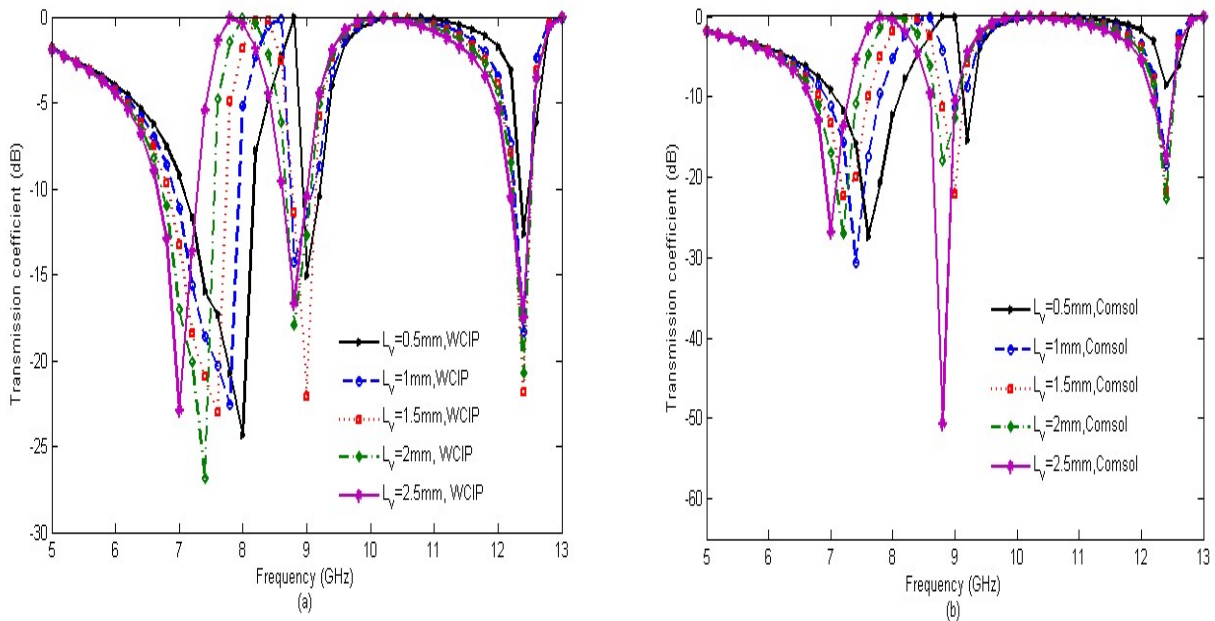 0
-5
-10
-15
-20
-25
-30
Transmission coefficient (dB)
L_v=0.5mm,WCIP
L_v=1mm,WCIP
L_v=1.5mm,WCIP
L_v=2mm, WCIP
L_v=2.5mm, WCIP
5 6 7 8 9 10 11 12 13
Frequency (GHz)
(a)
0
-10
-20
-30
-40
-50
-60
Transmission coefficient (dB)
L_v=0.5mm,Comsol
L_v=1mm,Comsol
L_v=1.5mm,Comsol
L_v=2mm,Comsol
L_v=2.5mm,Comsol
5 6 7 8 9 10 11 12 13
Frequency (GHz)
(b)